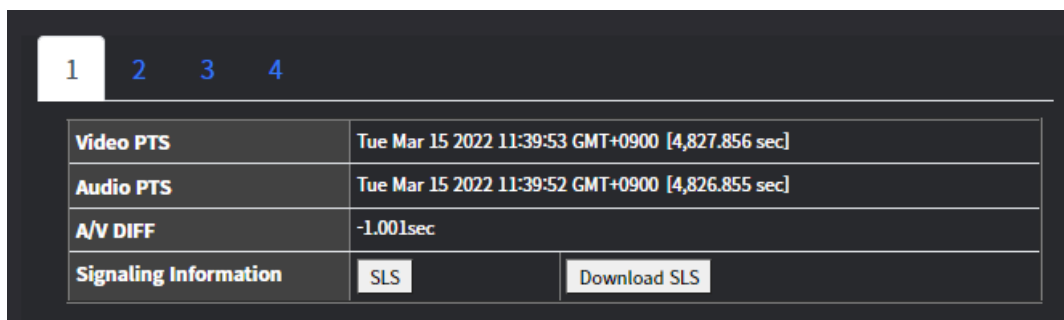 1 2 3 4
Video PTS Tue Mar 15 2022 11:39:53 GMT+0900 [4,827.856 sec]
Audio PTS Tue Mar 15 2022 11:39:52 GMT+0900 [4,826.855 sec]
A/V DIFF -1.001sec
Signaling Information SLS Download SLS